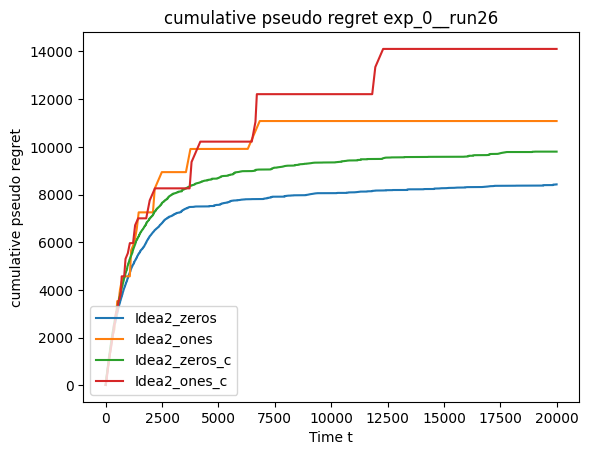 cumulative pseudo regret exp_0__run26
cumulative pseudo regret
14000
12000
10000
8000
6000
4000
2000
0
Idea2_zeros
Idea2_ones
Idea2_zeros_c
Idea2_ones_c
0 2500 5000 7500 10000 12500 15000 17500 20000
Time t